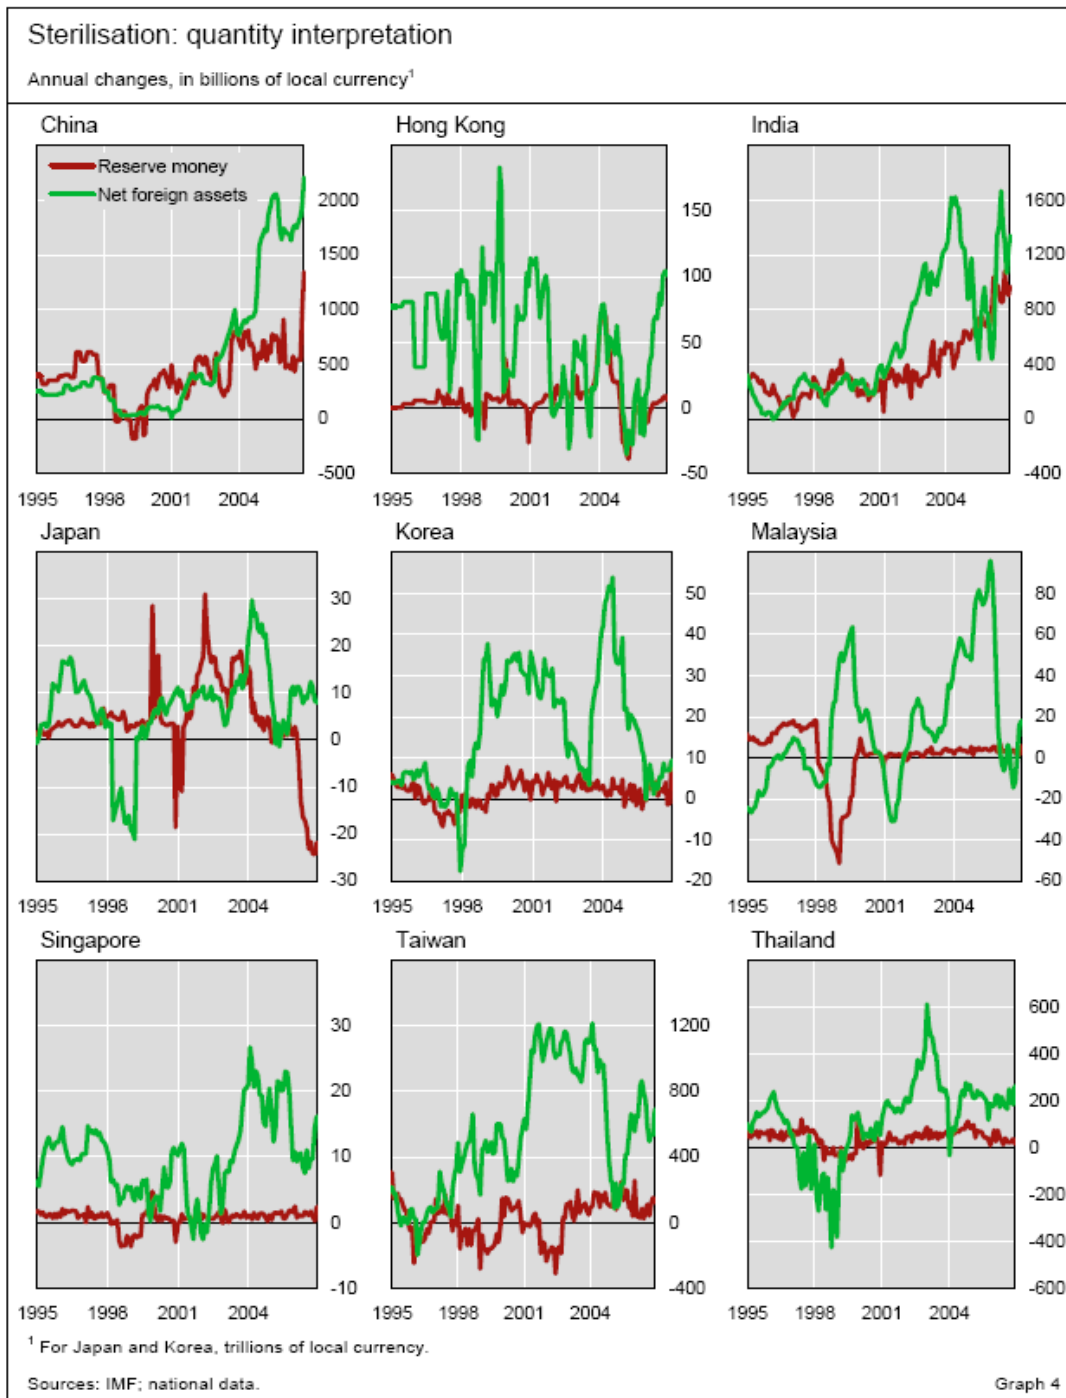 Sterilisation: quantity interpretation
Annual changes, in billions of local currency¹
China
Hong Kong
India
Reserve money
Net foreign assets
2000
1500
1000
500
0
-500
150
100
50
0
-50
1600
1200
800
400
0
-400
1995 1998 2001 2004
1995 1998 2001 2004
1995 1998 2001 2004
Japan
Korea
Malaysia
30
20
10
0
-10
-20
-30
50
40
30
20
10
0
-10
-20
80
60
40
20
0
-20
-40
-60
1995 1998 2001 2004
1995 1998 2001 2004
1995 1998 2001 2004
Singapore
Taiwan
Thailand
30
20
10
0
-10
1200
800
400
0
-400
600
400
200
0
-200
-400
-600
1995 1998 2001 2004
1995 1998 2001 2004
1995 1998 2001 2004
¹ For Japan and Korea, trillions of local currency.
Sources: IMF; national data.
Graph 4